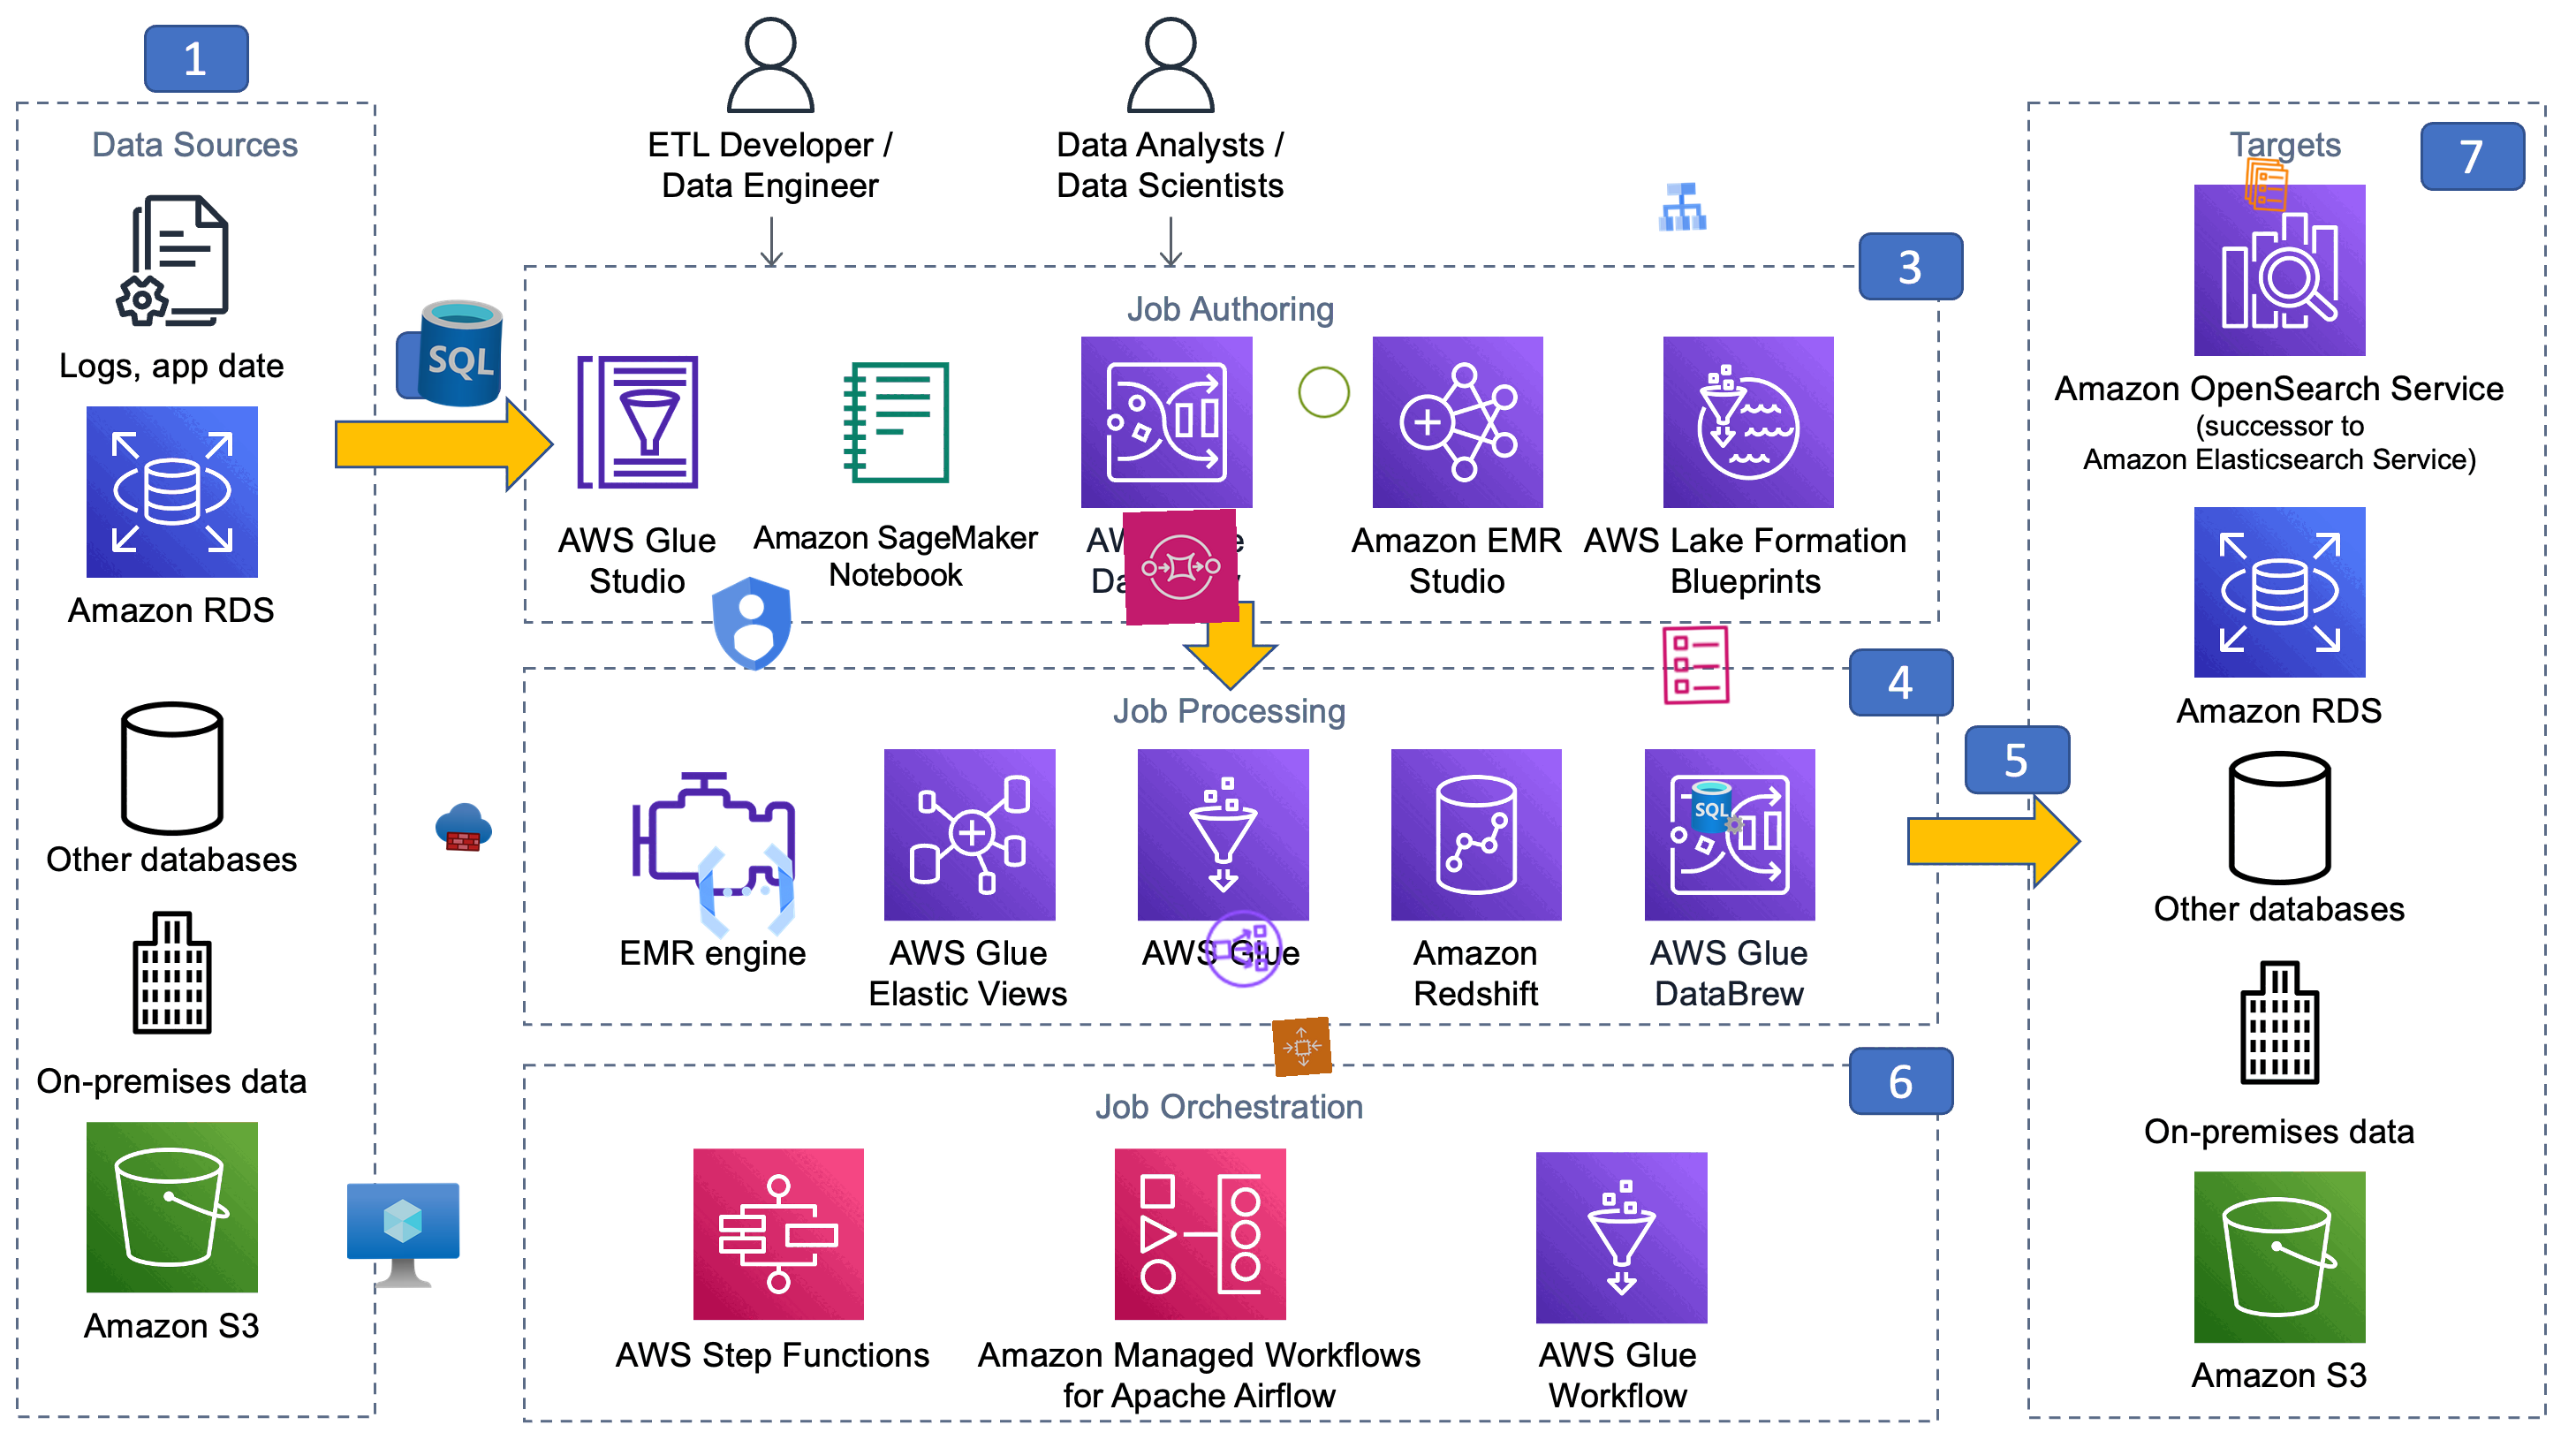 1
Data Sources
Logs, app date
Amazon RDS
Other databases
On-premises data
Amazon S3
SQL
ETL Developer /
Data Engineer
Data Analysts /
Data Scientists
3
Job Authoring
AWS Glue
Studio
Amazon SageMaker
Notebook
Amazon EMR
Studio
AWS Lake Formation
Blueprints
4
Job Processing
EMR engine
AWS Glue
Elastic Views
AWS Glue
Amazon
Redshift
SQL
AWS Glue
DataBrew
5
6
Job Orchestration
AWS Step Functions
Amazon Managed Workflows
for Apache Airflow
AWS Glue
Workflow
7
Targets
Amazon OpenSearch Service
(successor to
Amazon Elasticsearch Service)
Amazon RDS
Other databases
On-premises data
Amazon S3